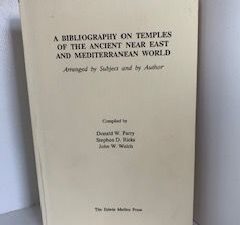 A BIBLIOGRAPHY ON TEMPLES
OF THE ANCIENT NEAR EAST
AND MEDITERRANEAN WORLD
Arranged by Subject and by Author
Compiled by
Donald W. Parry
Stephen D. Ricks
John W. Welch
The Edwin Mellen Press